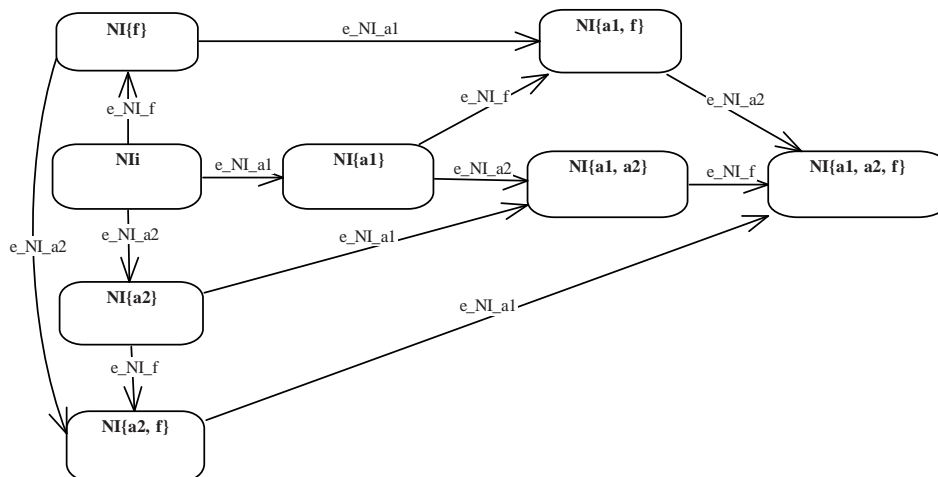 NI{f}
e_NI_a1
NI{a1, f}
e_NI_f
e_NI_f
e_NI_a2
NIi
e_NI_a1
NI{a1}
e_NI_a2
NI{a1, a2}
e_NI_f
NI{a1, a2, f}
e_NI_a2
e_NI_a2
e_NI_a1
NI{a2}
e_NI_a1
e_NI_f
NI{a2, f}